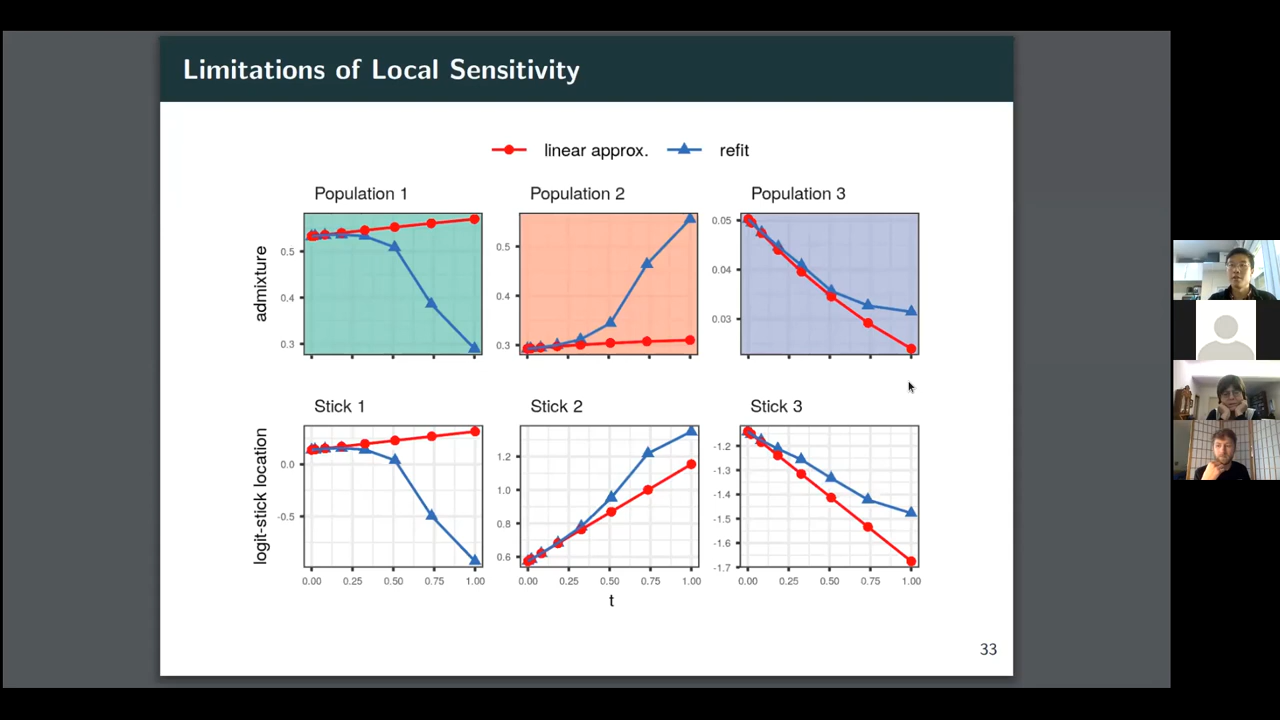 Limitations of Local Sensitivity
linear approx. refit
Population 1 Population 2 Population 3
admixture
0.5
0.4
0.3
0.5
0.4
0.3
0.05
0.04
0.03
Stick 1 Stick 2 Stick 3
logit-stick location
0.0
-0.5
1.2
1.0
0.8
0.6
-1.2
-1.3
-1.4
-1.5
-1.6
-1.7
0.00 0.25 0.50 0.75 1.00 0.00 0.25 0.50 0.75 1.00 0.00 0.25 0.50 0.75 1.00
t
33